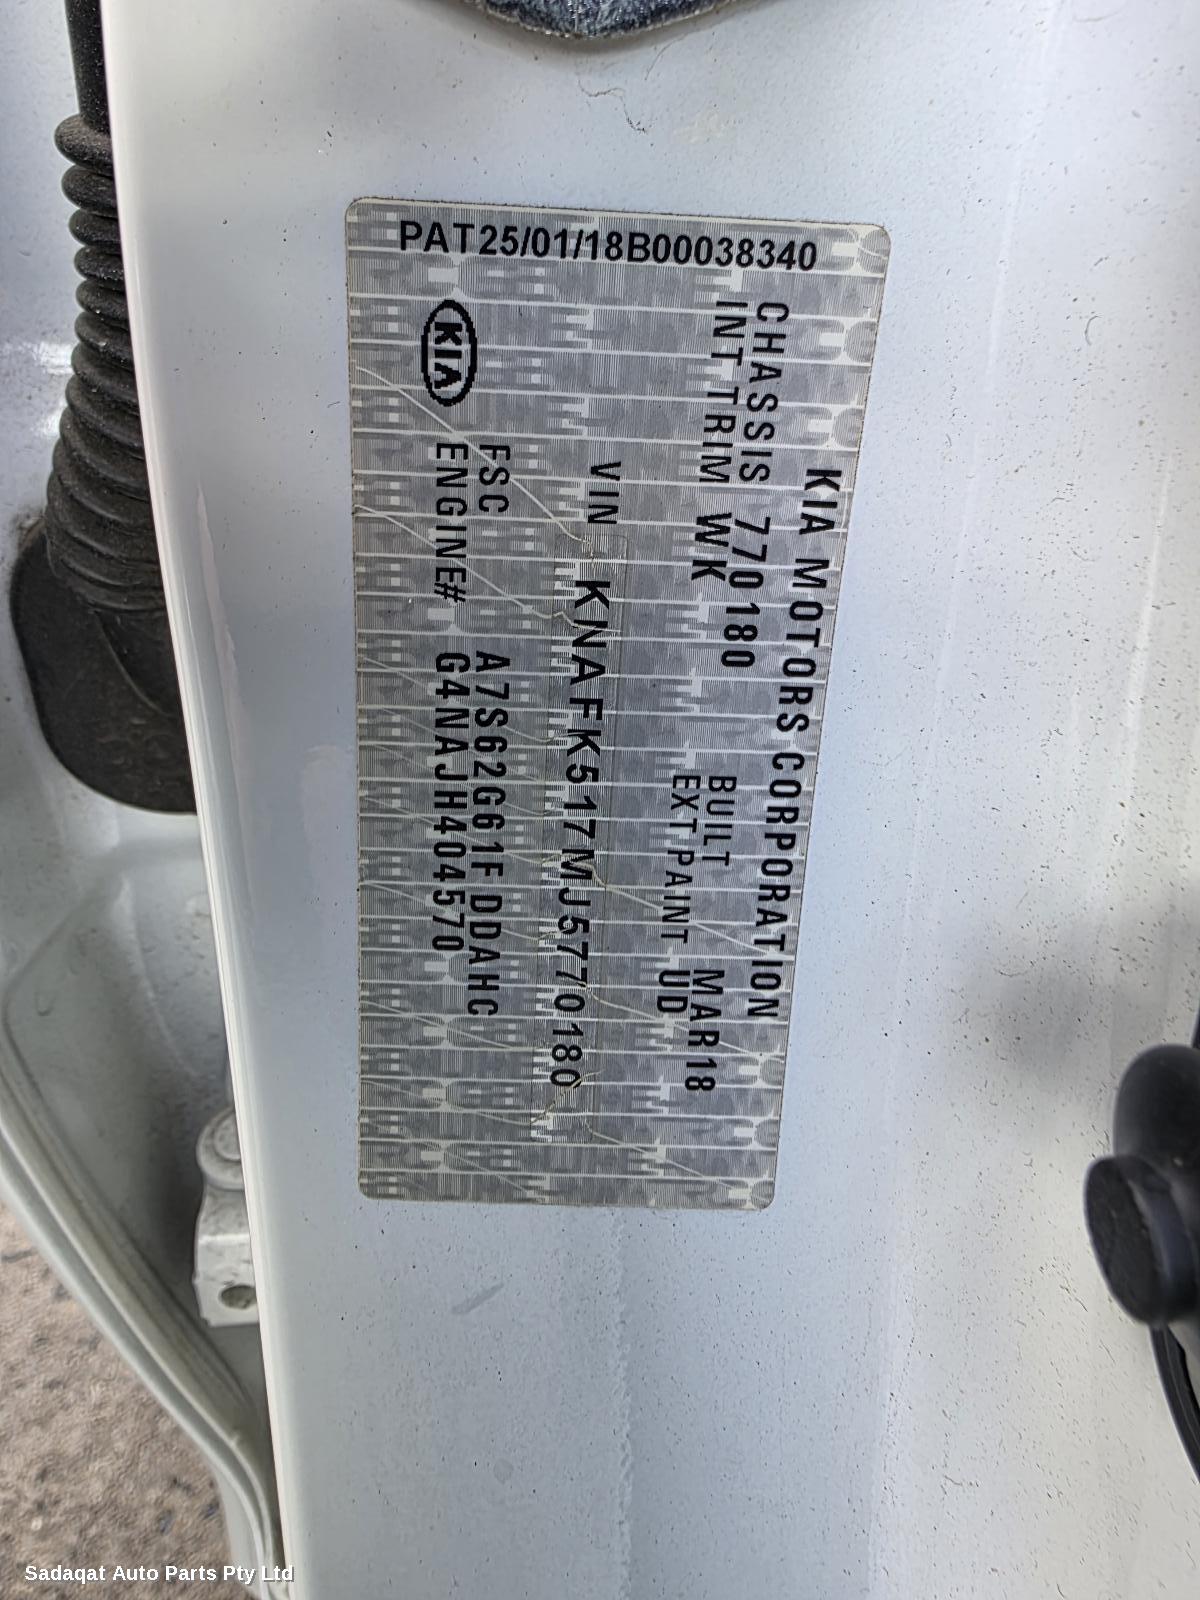 PAT25/01/18B00038340
KIA MOTORS CORPORATION
CHASSIS 770180 BUILT MAR18
INT TRIM WK EXT PAINT UD
VIN KNAFK517MJ5770180
FSC A7S62G61F DDAHC
ENGINE# G4NAJH404570
KIA
Sadaqat Auto Parts Pty Ltd